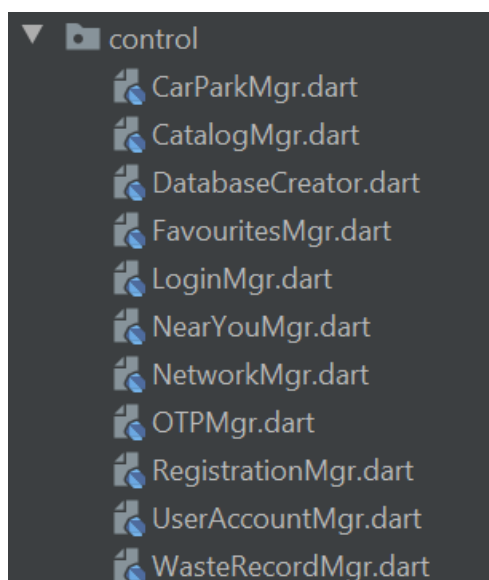 control
CarParkMgr.dart
CatalogMgr.dart
DatabaseCreator.dart
FavouritesMgr.dart
LoginMgr.dart
NearYouMgr.dart
NetworkMgr.dart
OTPMgr.dart
RegistrationMgr.dart
UserAccountMgr.dart
WasteRecordMgr.dart